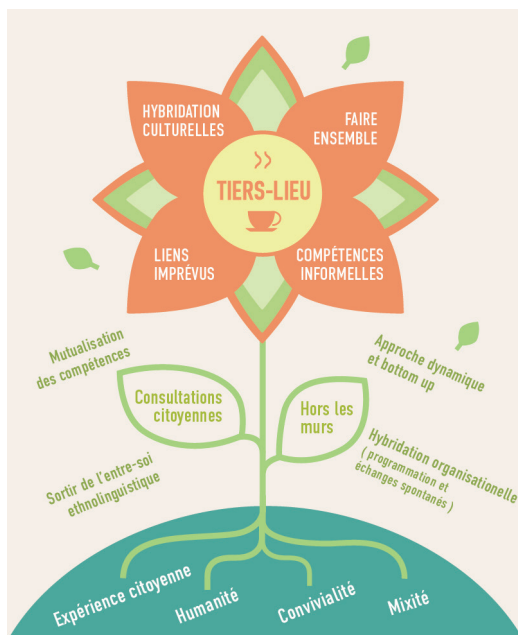 HYBRIDATION
CULTURELLES
FAIRE
ENSEMBLE
TIERS-LIEU
LIENS
IMPRÉVUS
COMPÉTENCES
INFORMELLES
Mutualisation
des compétences
Approche dynamique
et bottom up
Consultations
citoyennes
Hors les
murs
Sortir de l'entre-soi
ethnolinguistique
Hybridation organisationelle
( programmation et
échanges spontanés )
Expérience citoyenne
Humanité
Convivialité
Mixité